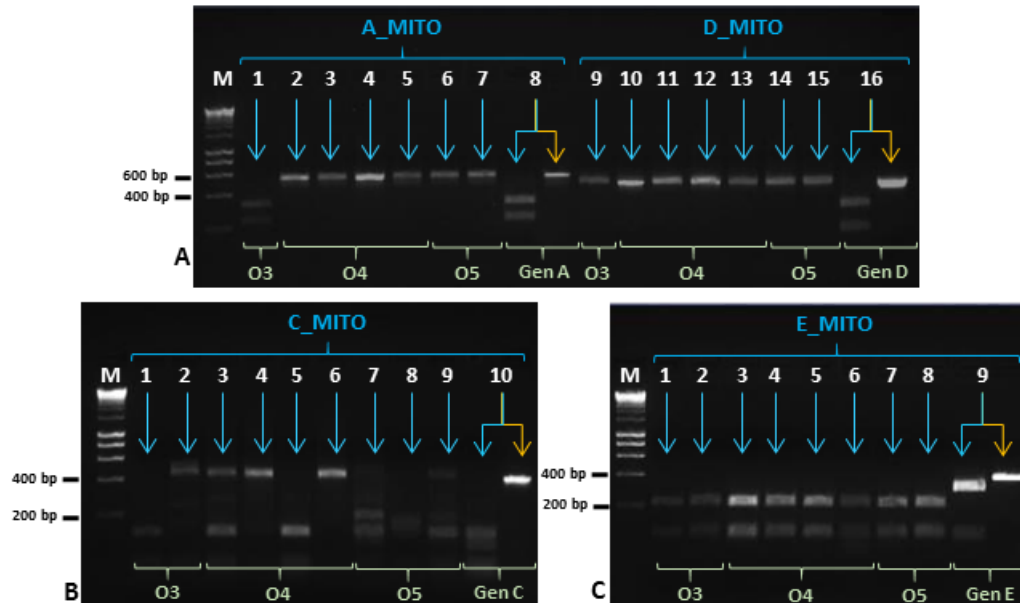 A_MITO D_MITO
M 1 2 3 4 5 6 7 8 9 10 11 12 13 14 15 16
600 bp
400 bp
A
O3 O4 O5 Gen A O3 O4 O5 Gen D
C_MITO
M 1 2 3 4 5 6 7 8 9 10
400 bp
200 bp
B
O3 O4 O5 Gen C
E_MITO
M 1 2 3 4 5 6 7 8 9
400 bp
200 bp
C
O3 O4 O5 Gen E